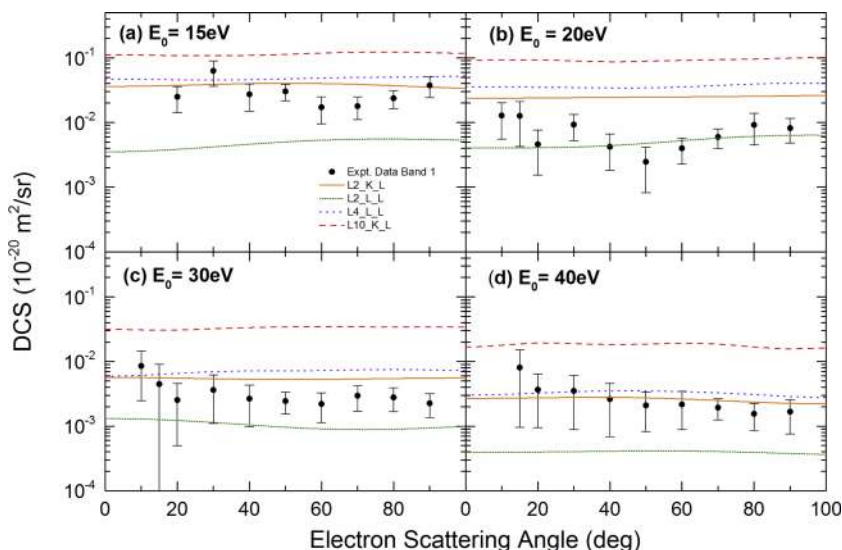 (a) E0= 15eV
(b) E0= 20eV
10-1
10-2
10-3
10-4
Expt. Data Band 1
L2_K_L
L2_L_L
L4_L_L
L10_K_L
DCS (10-20 m2/sr)
(c) E0= 30eV
(d) E0= 40eV
10-1
10-2
10-3
10-4
0 20 40 60 80 0 20 40 60 80 100
Electron Scattering Angle (deg)